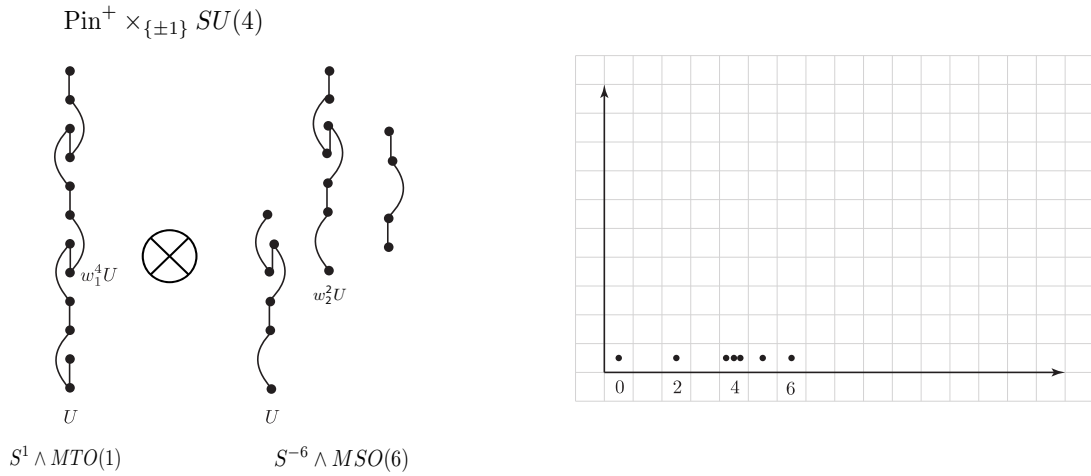 Pin⁺ ×_{±1} SU(4)
w₁⁴U
w₂²U
U
U
S¹ ∧ MTO(1)
S⁻⁶ ∧ MSO(6)
0 2 4 6